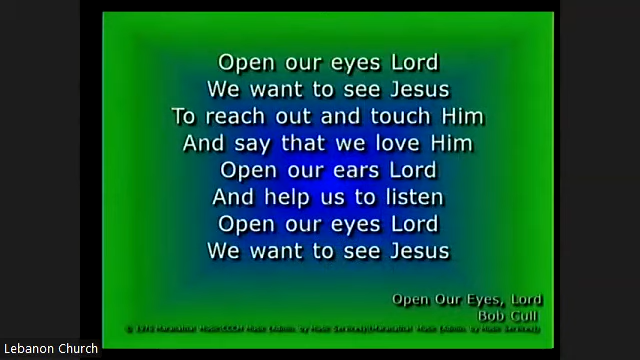 Open our eyes Lord
We want to see Jesus
To reach out and touch Him
And say that we love Him
Open our ears Lord
And help us to listen
Open our eyes Lord
We want to see Jesus
Open Our Eyes, Lord
Bob Cull
Lebanon Church